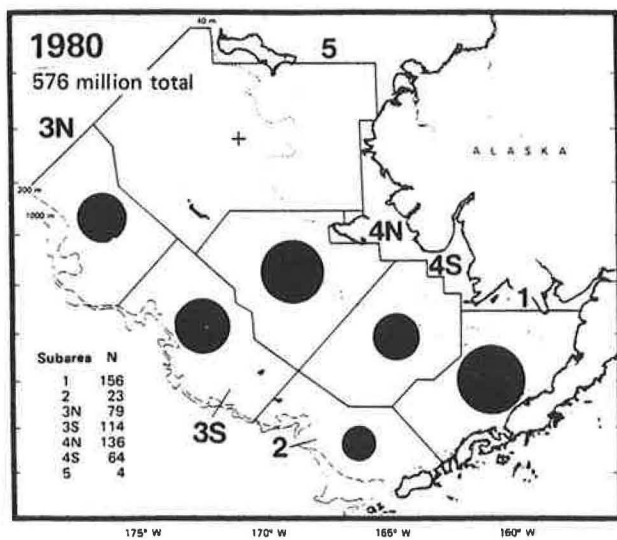 40 m
1980
5
576 million total
3N
ALASKA
200 m
1000 m
4N
4S
1
Subarea N
1 156
2 23
3N 79
3S 114
4N 136
4S 64
5 4
3S
2
175° W 170° W 165° W 160° W